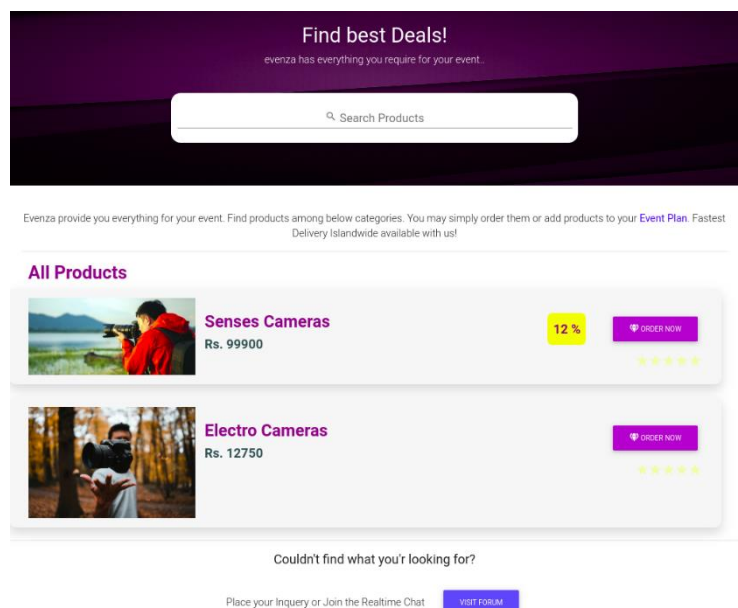 Find best Deals!
evenza has everything you require for your event..
Search Products
Evenza provide you everything for your event. Find products among below categories. You may simply order them or add products to your Event Plan. Fastest
Delivery Islandwide available with us!
All Products
Senses Cameras
Rs. 99900
12 %
ORDER NOW
Electro Cameras
Rs. 12750
ORDER NOW
Couldn't find what you'r looking for?
Place your Inquery or Join the Realtime Chat
VISIT FORUM